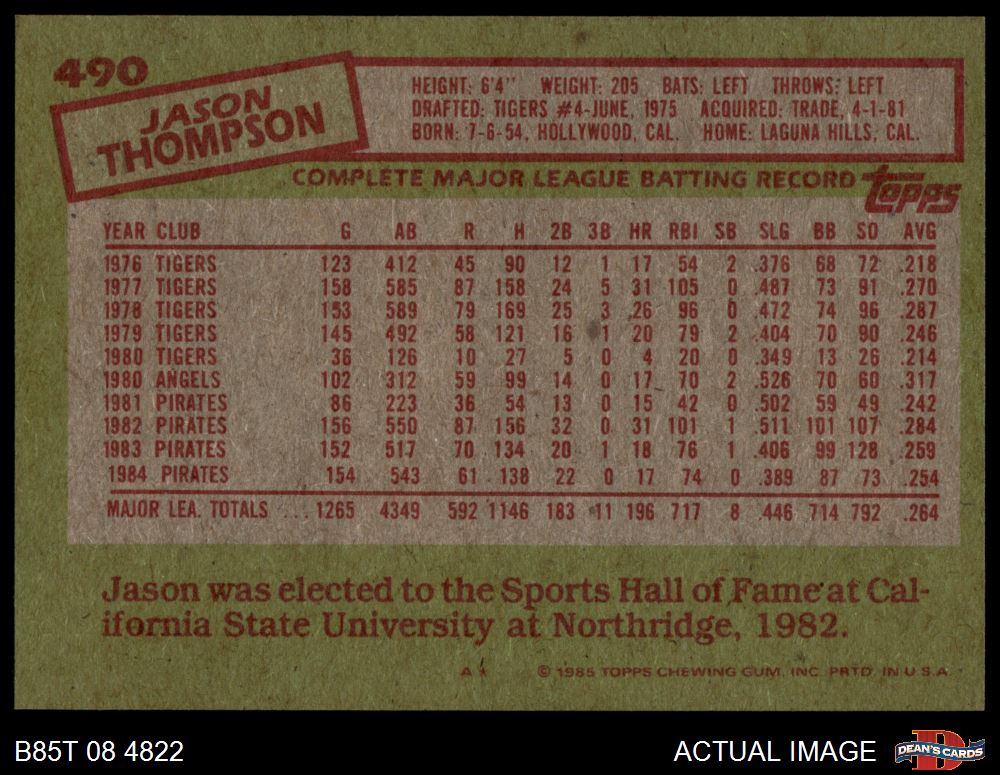 490
JASON
THOMPSON
HEIGHT: 6'4" WEIGHT: 205 BATS: LEFT THROWS: LEFT
DRAFTED: TIGERS #4-JUNE, 1975 ACQUIRED: TRADE, 4-1-81
BORN: 7-6-54, HOLLYWOOD, CAL. HOME: LAGUNA HILLS, CAL.
COMPLETE MAJOR LEAGUE BATTING RECORD topps
YEAR CLUB G AB R H 2B 3B HR RBI SB SLG BB SO AVG
1976 TIGERS 123 412 45 90 12 1 17 54 2 .376 68 72 .218
1977 TIGERS 158 585 87 158 24 5 31 105 0 .487 73 91 .270
1978 TIGERS 153 589 79 169 25 3 26 96 0 .472 74 96 .287
1979 TIGERS 145 492 58 121 16 1 20 79 2 .404 70 90 .246
1980 TIGERS 36 126 10 27 5 0 4 20 0 .349 13 26 .214
1980 ANGELS 102 312 59 99 14 0 17 70 2 .526 70 60 .317
1981 PIRATES 86 223 36 54 13 0 15 42 0 .502 59 49 .242
1982 PIRATES 156 550 87 156 32 0 31 101 1 .511 101 107 .284
1983 PIRATES 152 517 70 134 20 1 18 76 1 .406 99 128 .259
1984 PIRATES 154 543 61 138 22 0 17 74 0 .389 87 73 .254
MAJOR LEA. TOTALS ... 1265 4349 592 1146 183 11 196 717 8 .446 714 792 .264
Jason was elected to the Sports Hall of Fame at Cal-
ifornia State University at Northridge, 1982.
A* © 1985 TOPPS CHEWING GUM, INC. PRTD. IN U.S.A.
B85T 08 4822 ACTUAL IMAGE DEAN'S CARDS